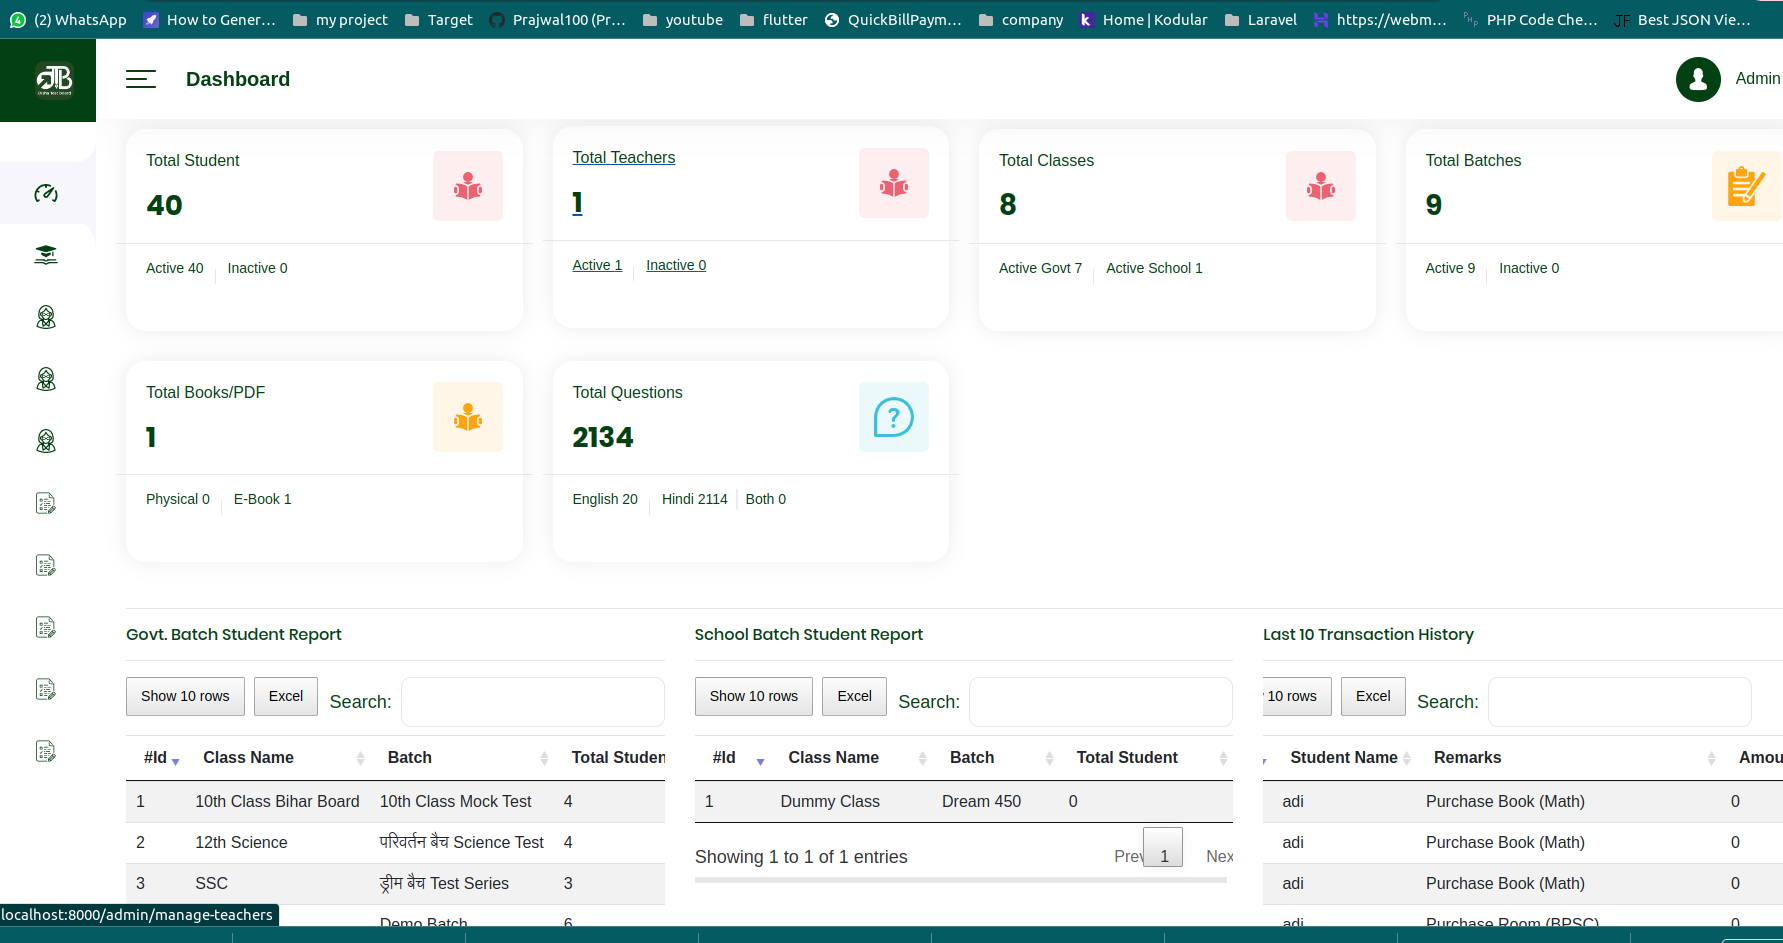 (2) WhatsApp How to Gener... my project Target Prajwal100 (Pr... youtube flutter QuickBillPaym... company Home | Kodular Laravel https://webm... PHP Code Che... Best JSON Vie...
Dashboard Admin
Total Student Total Teachers Total Classes Total Batches
40 1 8 9
Active 40 Inactive 0 Active 1 Inactive 0 Active Govt 7 Active School 1 Active 9 Inactive 0
Total Books/PDF Total Questions
1 2134
Physical 0 E-Book 1 English 20 Hindi 2114 Both 0
Govt. Batch Student Report School Batch Student Report Last 10 Transaction History
Show 10 rows Excel Search: Show 10 rows Excel Search: 10 rows Excel Search:
#Id Class Name Batch Total Studen #Id Class Name Batch Total Student Student Name Remarks Amou
1 10th Class Bihar Board 10th Class Mock Test 4 1 Dummy Class Dream 450 0 adi Purchase Book (Math) 0
2 12th Science परिवर्तन बैच Science Test 4 adi Purchase Book (Math) 0
Showing 1 to 1 of 1 entries Prev 1 Nex
3 SSC ड्रीम बैच Test Series 3 adi Purchase Book (Math) 0
Demo Batch 6 adi Purchase Room (BPSC) 0
localhost:8000/admin/manage-teachers